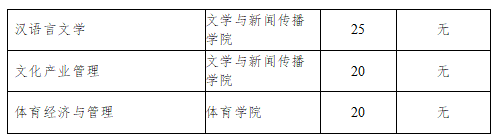 汉语言文学 文学与新闻传播学院 25 无
文化产业管理 文学与新闻传播学院 20 无
体育经济与管理 体育学院 20 无